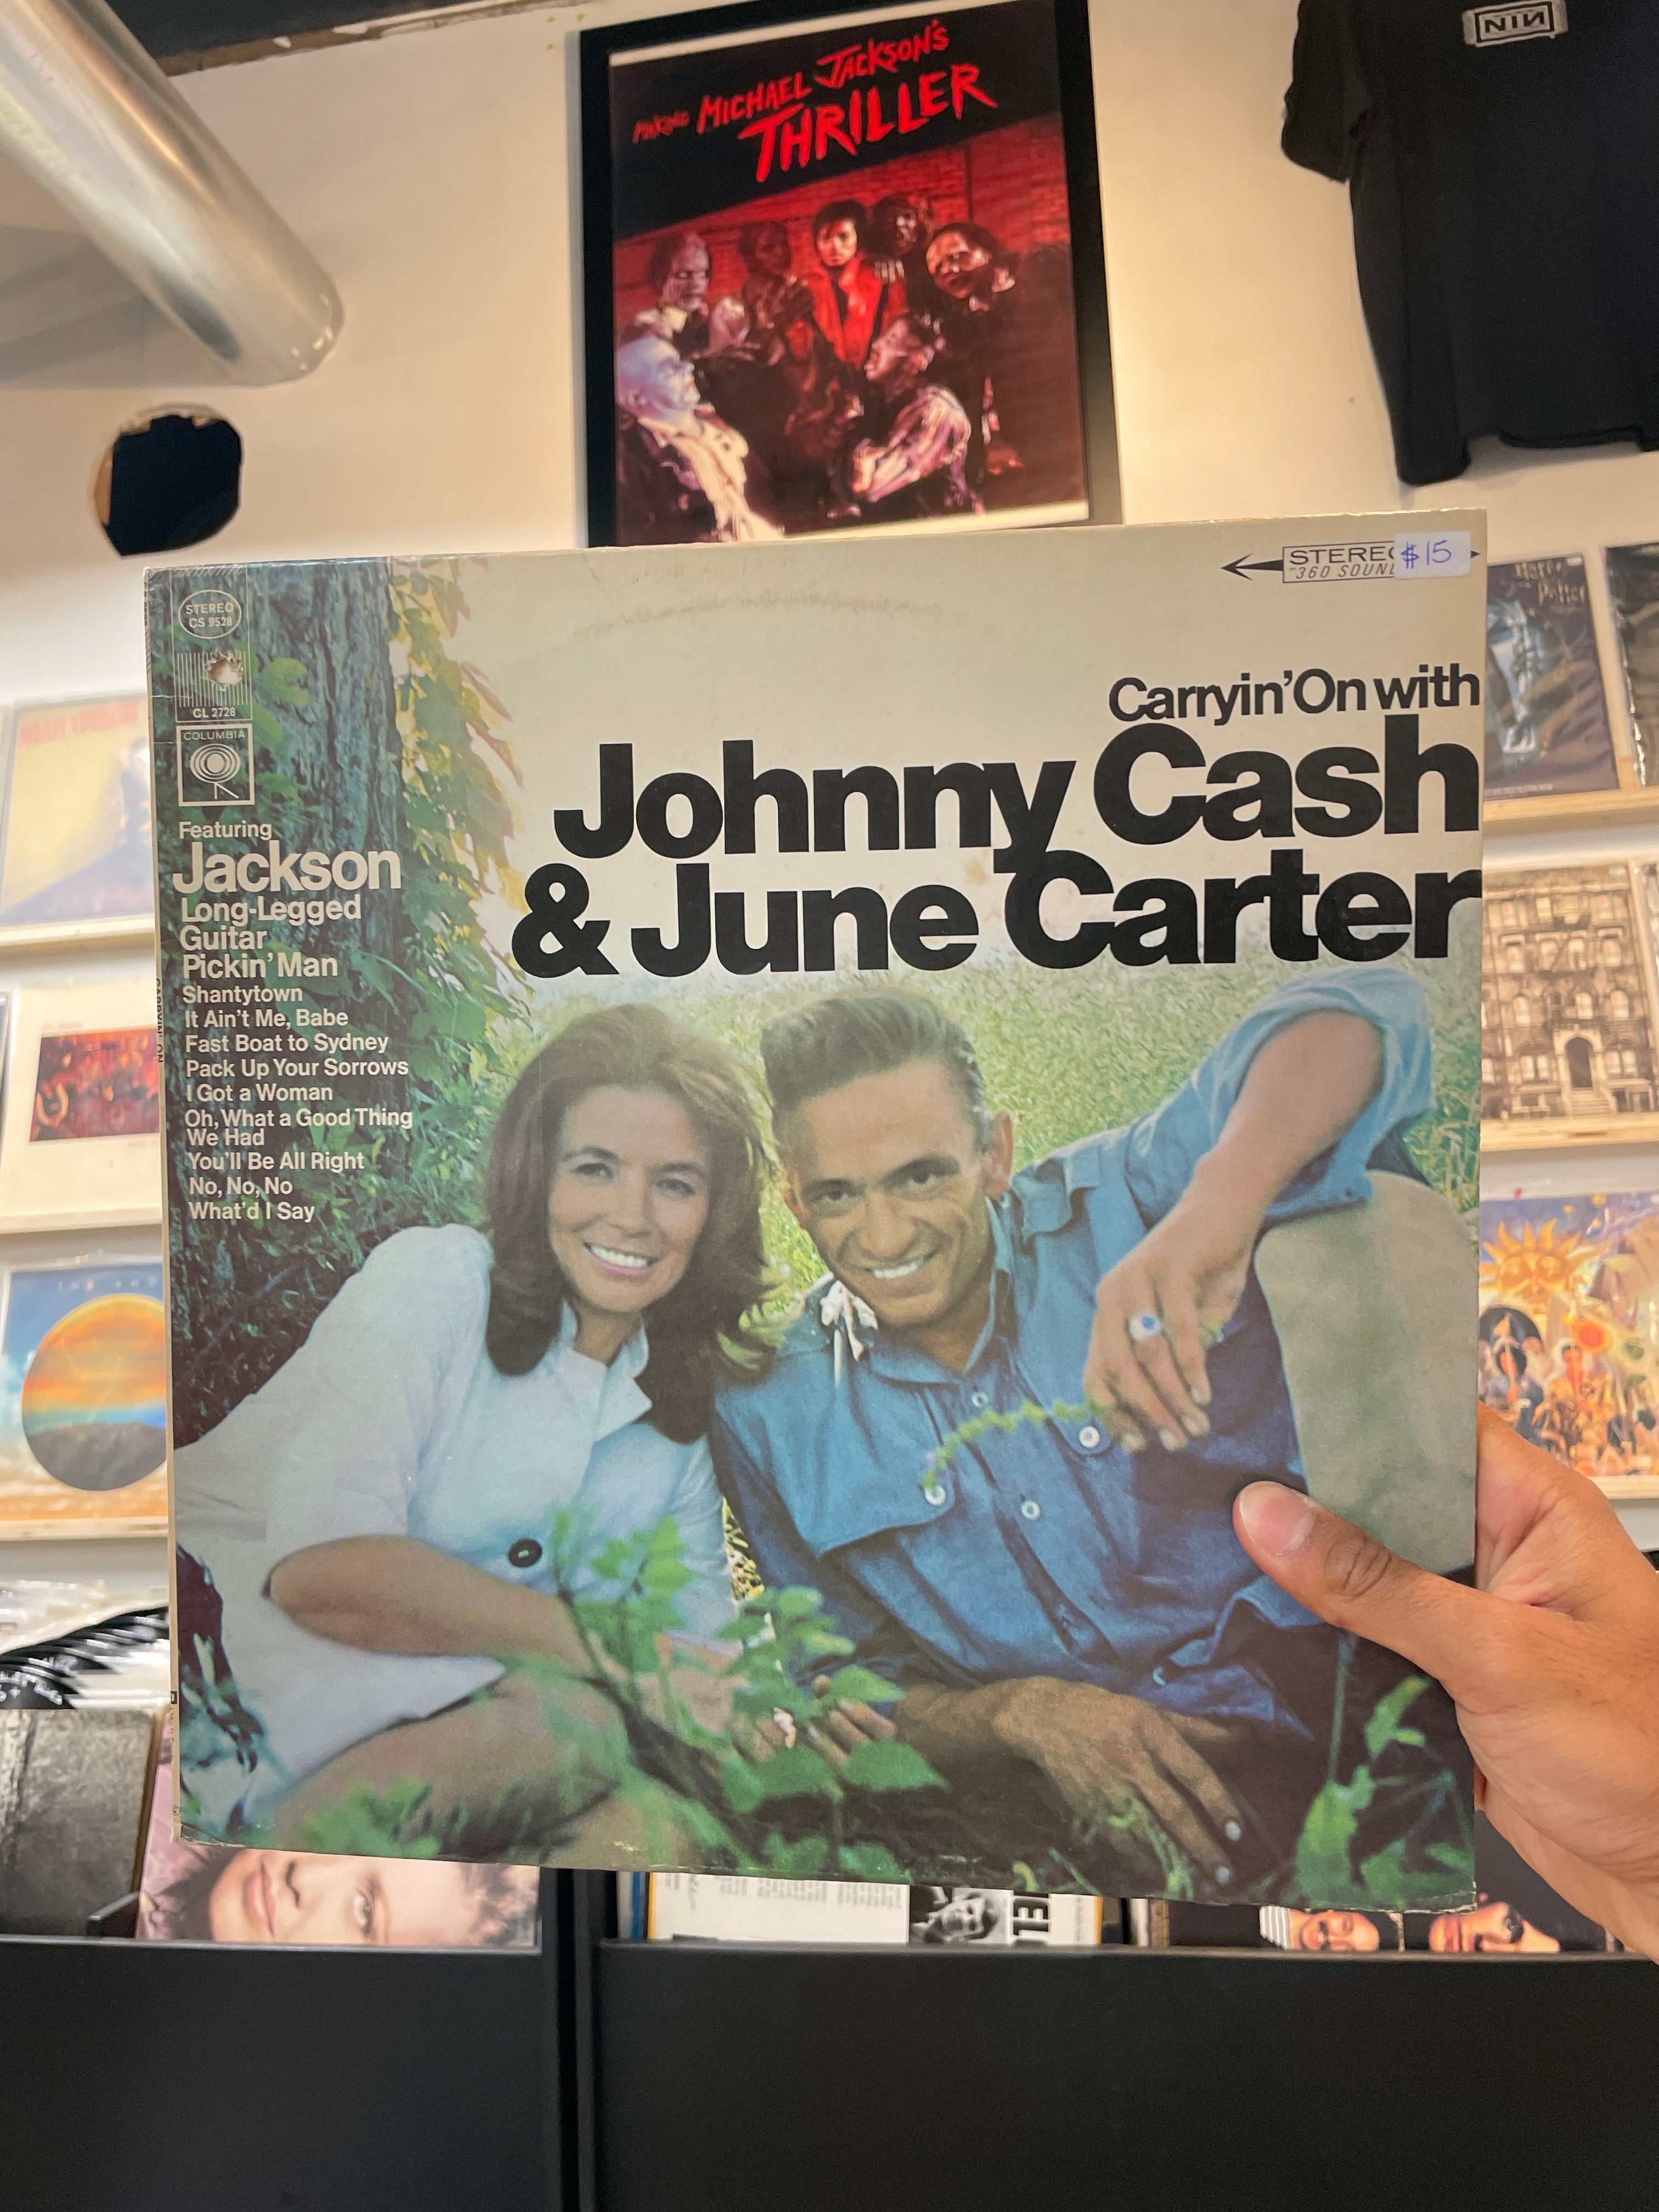 MAKING MICHAEL JACKSON'S
THRILLER
NIN
STEREO
"360 SOUND
$15
STEREO
CS 9528
CL 2728
COLUMBIA
Carryin' On with
Johnny Cash
& June Carter
Featuring
Jackson
Long-Legged
Guitar
Pickin' Man
Shantytown
It Ain't Me, Babe
Fast Boat to Sydney
Pack Up Your Sorrows
I Got a Woman
Oh, What a Good Thing
We Had
You'll Be All Right
No, No, No
What'd I Say
Harry
Potter